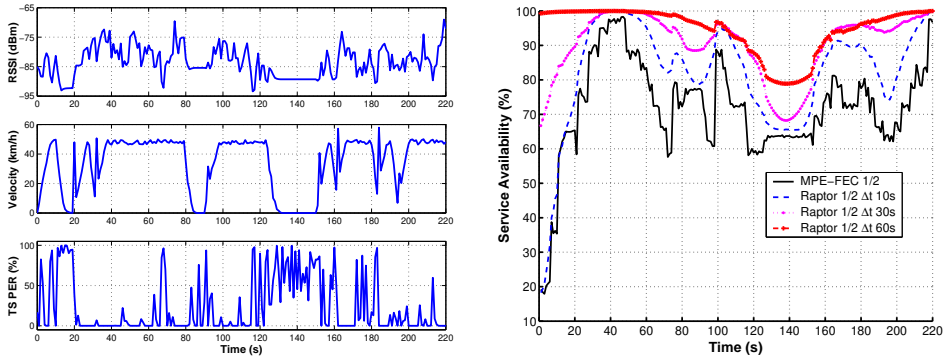 RSSI (dBm)
−65
−75
−85
−95
0 20 40 60 80 100 120 140 160 180 200 220
Velocity (km/h)
60
40
20
0
0 20 40 60 80 100 120 140 160 180 200 220
TS PER (%)
100
50
0
0 20 40 60 80 100 120 140 160 180 200 220
Time (s)
Service Availability (%)
100
90
80
70
60
50
40
30
20
10
0 20 40 60 80 100 120 140 160 180 200 220
Time (s)
MPE−FEC 1/2
Raptor 1/2 Δt 10s
Raptor 1/2 Δt 30s
Raptor 1/2 Δt 60s